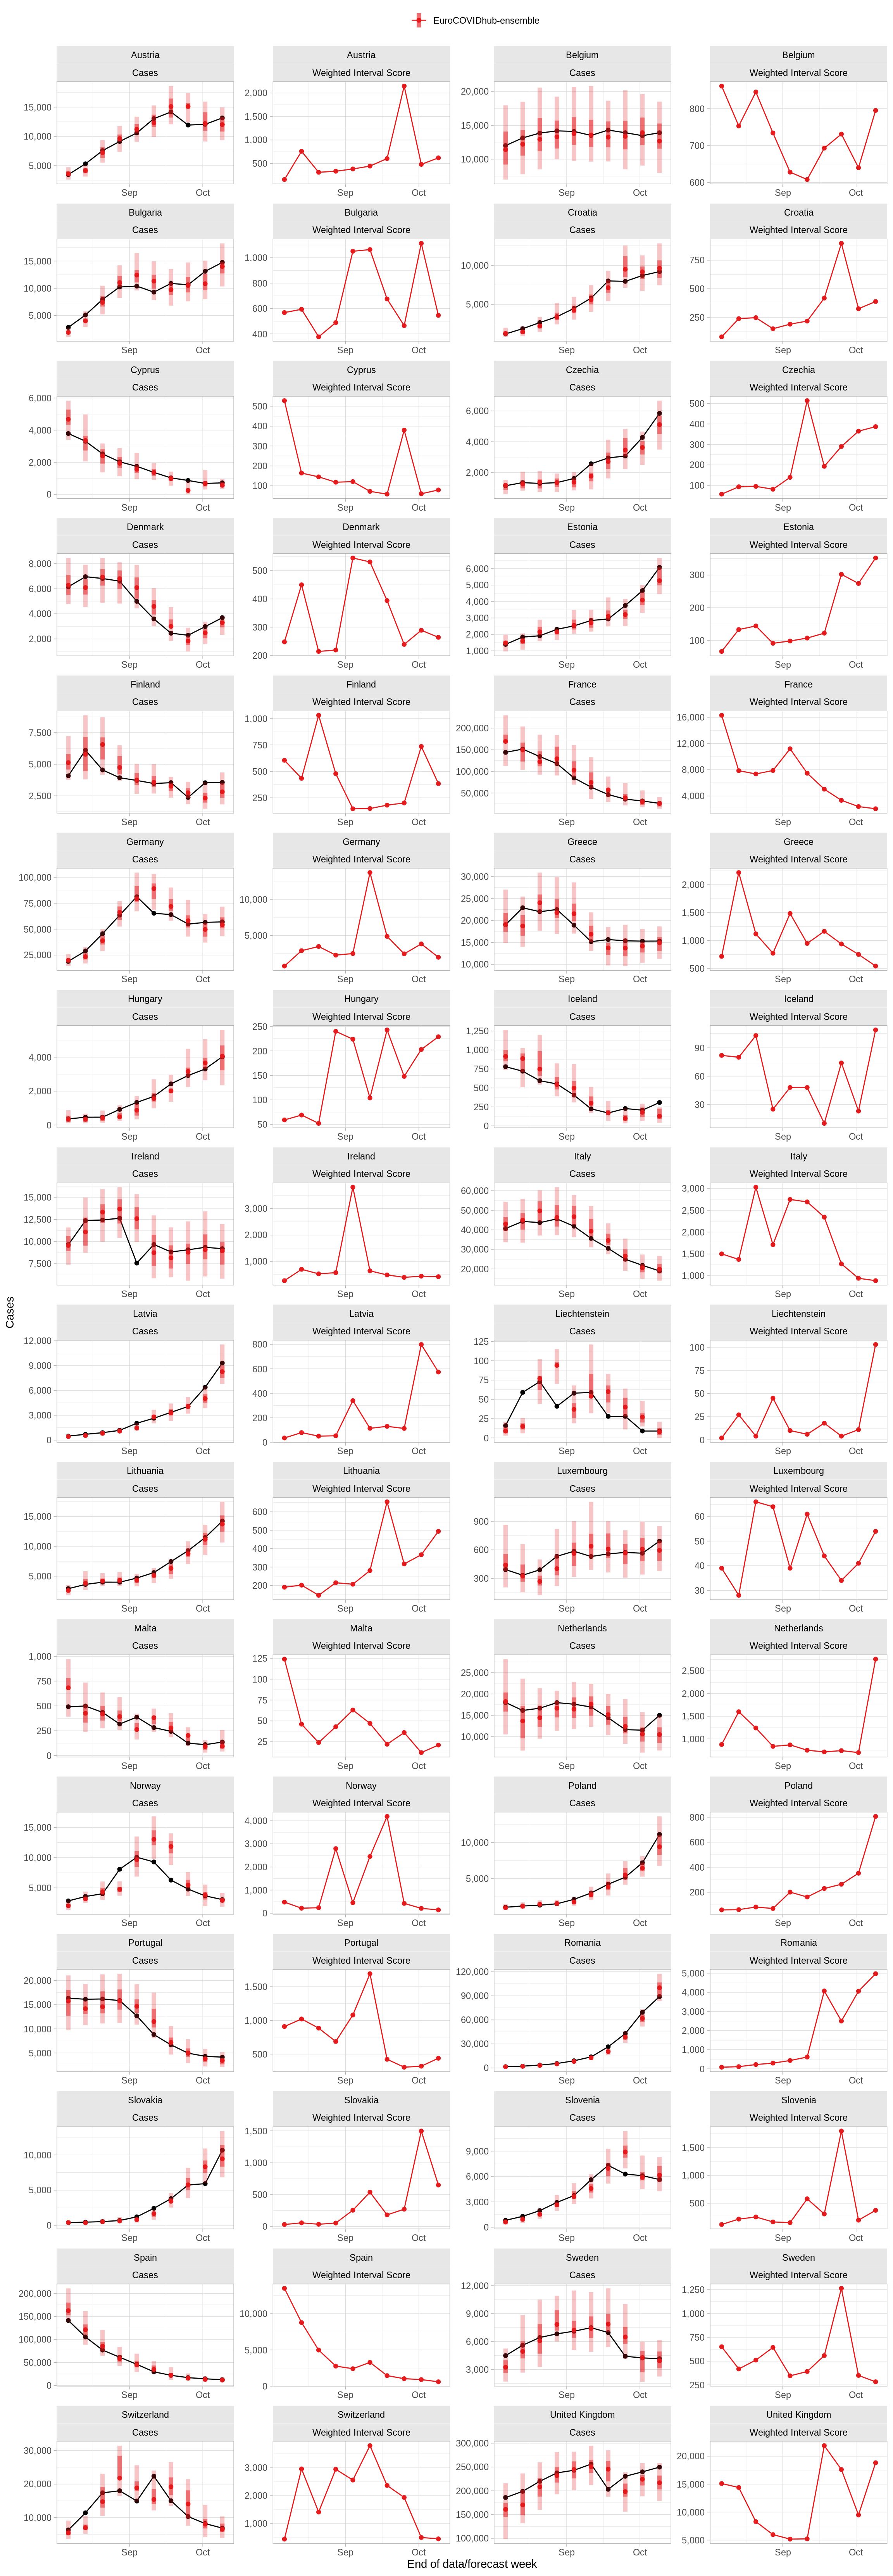 EuroCOVIDhub-ensemble
Austria Austria Belgium Belgium
Cases Weighted Interval Score Cases Weighted Interval Score
15,000 10,000 5,000
2,000 1,500 1,000 500
20,000 15,000 10,000
800 700 600
Sep Oct Sep Oct Sep Oct Sep Oct
Bulgaria Bulgaria Croatia Croatia
Cases Weighted Interval Score Cases Weighted Interval Score
15,000 10,000 5,000
1,000 800 600 400
10,000 5,000
750 500 250
Sep Oct Sep Oct Sep Oct Sep Oct
Cyprus Cyprus Czechia Czechia
Cases Weighted Interval Score Cases Weighted Interval Score
6,000 4,000 2,000 0
500 400 300 200 100
6,000 4,000 2,000
500 400 300 200 100
Sep Oct Sep Oct Sep Oct Sep Oct
Denmark Denmark Estonia Estonia
Cases Weighted Interval Score Cases Weighted Interval Score
8,000 6,000 4,000 2,000
500 400 300 200
6,000 5,000 4,000 3,000 2,000 1,000
300 200 100
Sep Oct Sep Oct Sep Oct Sep Oct
Finland Finland France France
Cases Weighted Interval Score Cases Weighted Interval Score
7,500 5,000 2,500
1,000 750 500 250
200,000 150,000 100,000 50,000
16,000 12,000 8,000 4,000
Sep Oct Sep Oct Sep Oct Sep Oct
Germany Germany Greece Greece
Cases Weighted Interval Score Cases Weighted Interval Score
100,000 75,000 50,000 25,000
10,000 5,000
30,000 25,000 20,000 15,000 10,000
2,000 1,500 1,000 500
Sep Oct Sep Oct Sep Oct Sep Oct
Hungary Hungary Iceland Iceland
Cases Weighted Interval Score Cases Weighted Interval Score
4,000 2,000 0
250 200 150 100 50
1,250 1,000 750 500 250 0
90 60 30
Sep Oct Sep Oct Sep Oct Sep Oct
Ireland Ireland Italy Italy
Cases Weighted Interval Score Cases Weighted Interval Score
15,000 12,500 10,000 7,500
3,000 2,000 1,000
60,000 50,000 40,000 30,000 20,000
3,000 2,500 2,000 1,500 1,000
Sep Oct Sep Oct Sep Oct Sep Oct
Cases
Latvia Latvia Liechtenstein Liechtenstein
Cases Weighted Interval Score Cases Weighted Interval Score
12,000 9,000 6,000 3,000 0
800 600 400 200 0
125 100 75 50 25 0
100 75 50 25 0
Sep Oct Sep Oct Sep Oct Sep Oct
Lithuania Lithuania Luxembourg Luxembourg
Cases Weighted Interval Score Cases Weighted Interval Score
15,000 10,000 5,000
600 500 400 300 200
900 600 300
60 50 40 30
Sep Oct Sep Oct Sep Oct Sep Oct
Malta Malta Netherlands Netherlands
Cases Weighted Interval Score Cases Weighted Interval Score
1,000 750 500 250 0
125 100 75 50 25
25,000 20,000 15,000 10,000
2,500 2,000 1,500 1,000
Sep Oct Sep Oct Sep Oct Sep Oct
Norway Norway Poland Poland
Cases Weighted Interval Score Cases Weighted Interval Score
15,000 10,000 5,000
4,000 3,000 2,000 1,000 0
10,000 5,000
800 600 400 200
Sep Oct Sep Oct Sep Oct Sep Oct
Portugal Portugal Romania Romania
Cases Weighted Interval Score Cases Weighted Interval Score
20,000 15,000 10,000 5,000
1,500 1,000 500
120,000 90,000 60,000 30,000 0
5,000 4,000 3,000 2,000 1,000 0
Sep Oct Sep Oct Sep Oct Sep Oct
Slovakia Slovakia Slovenia Slovenia
Cases Weighted Interval Score Cases Weighted Interval Score
10,000 5,000 0
1,500 1,000 500 0
9,000 6,000 3,000 0
1,500 1,000 500
Sep Oct Sep Oct Sep Oct Sep Oct
Spain Spain Sweden Sweden
Cases Weighted Interval Score Cases Weighted Interval Score
200,000 150,000 100,000 50,000 0
10,000 5,000 0
12,000 9,000 6,000 3,000
1,250 1,000 750 500 250
Sep Oct Sep Oct Sep Oct Sep Oct
Switzerland Switzerland United Kingdom United Kingdom
Cases Weighted Interval Score Cases Weighted Interval Score
30,000 20,000 10,000
3,000 2,000 1,000
300,000 250,000 200,000 150,000 100,000
20,000 15,000 10,000 5,000
Sep Oct Sep Oct Sep Oct Sep Oct
End of data/forecast week